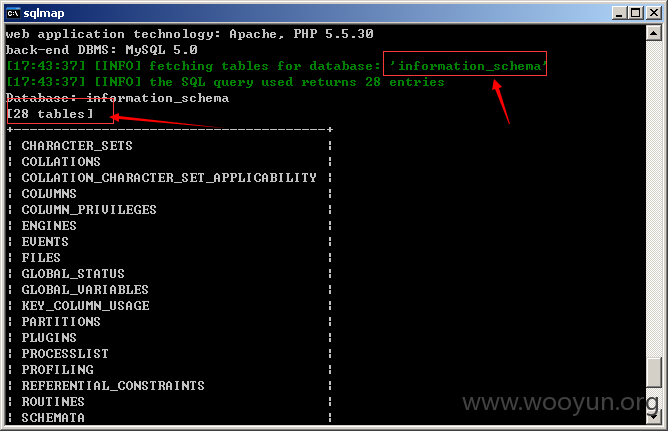 sqlmap
web application technology: Apache, PHP 5.5.30
back-end DBMS: MySQL 5.0
[17:43:37] [INFO] fetching tables for database: 'information_schema'
[17:43:37] [INFO] the SQL query used returns 28 entries
Database: information_schema
[28 tables]
+---------------------------------------+
| CHARACTER_SETS |
| COLLATIONS |
| COLLATION_CHARACTER_SET_APPLICABILITY |
| COLUMNS |
| COLUMN_PRIVILEGES |
| ENGINES |
| EVENTS |
| FILES |
| GLOBAL_STATUS |
| GLOBAL_VARIABLES |
| KEY_COLUMN_USAGE |
| PARTITIONS |
| PLUGINS |
| PROCESSLIST |
| PROFILING |
| REFERENTIAL_CONSTRAINTS |
| ROUTINES |
| SCHEMATA |
www.wooyun.org